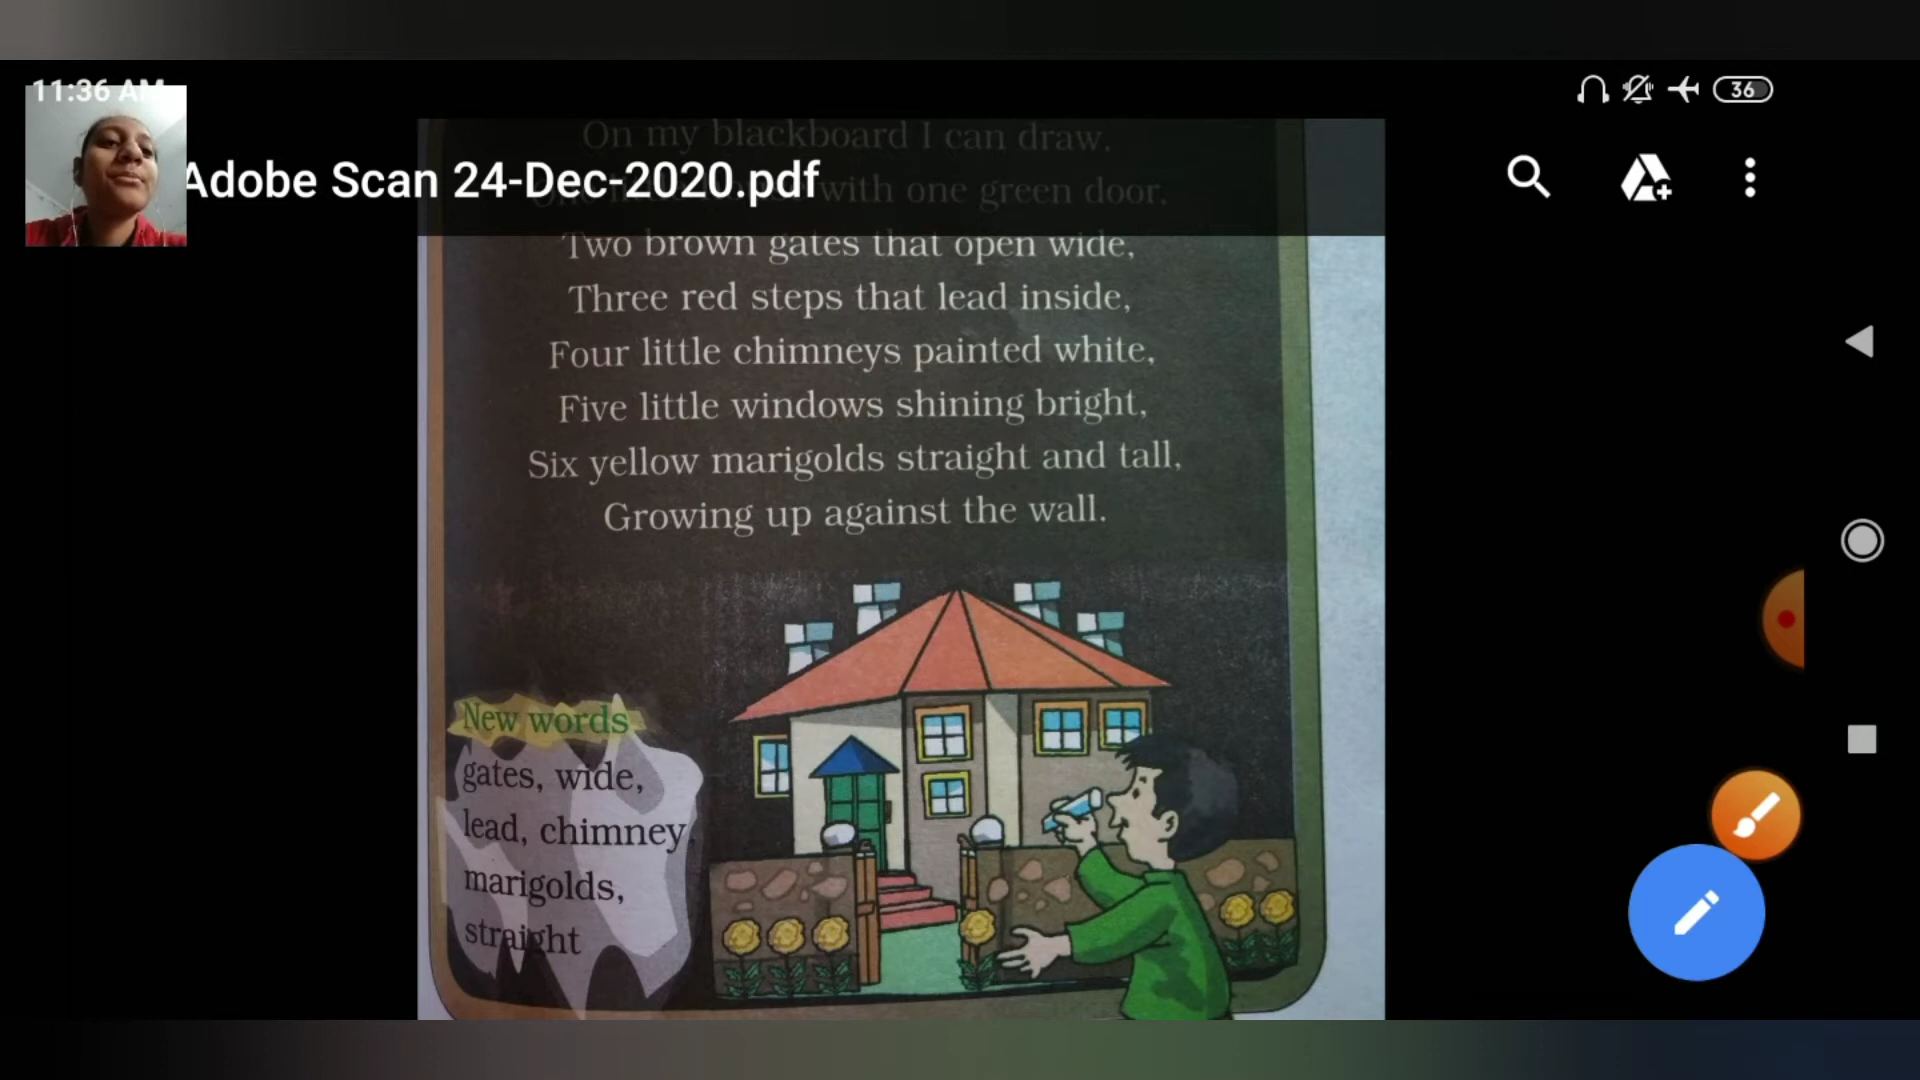 11:36 AM
36
Adobe Scan 24-Dec-2020.pdf
On my blackboard I can draw,
with one green door,
Two brown gates that open wide,
Three red steps that lead inside,
Four little chimneys painted white,
Five little windows shining bright,
Six yellow marigolds straight and tall,
Growing up against the wall.
New words
gates, wide,
lead, chimney,
marigolds,
straight